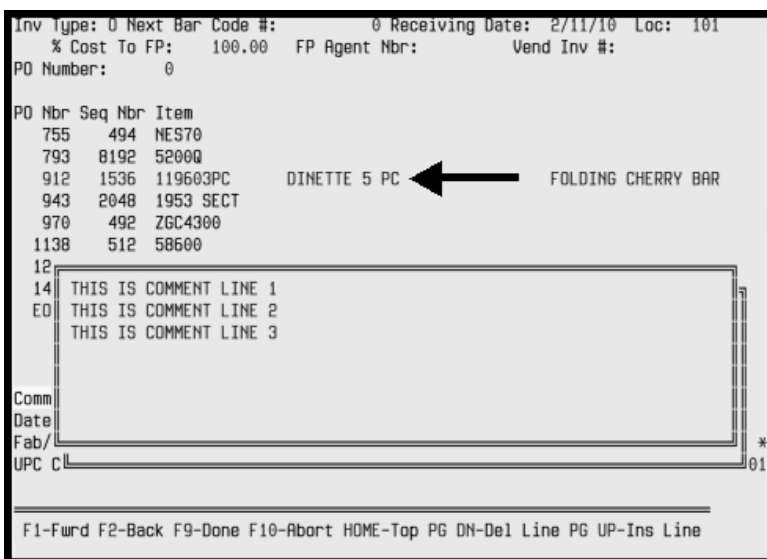 Inv Type: O Next Bar Code #: 0 Receiving Date: 2/11/10 Loc: 101
% Cost To FP: 100.00 FP Agent Nbr: Vend Inv #:
PO Number: 0
PO Nbr Seq Nbr Item
755 494 NES70
793 8192 5200Q
912 1536 119603PC DINETTE 5 PC FOLDING CHERRY BAR
943 2048 1953 SECT
970 492 ZGC4300
1138 512 58600
12
14 THIS IS COMMENT LINE 1
EO THIS IS COMMENT LINE 2
THIS IS COMMENT LINE 3
Comm
Date
Fab/ *
UPC C 01
F1-Fwrd F2-Back F9-Done F10-Abort HOME-Top PG DN-Del Line PG UP-Ins Line